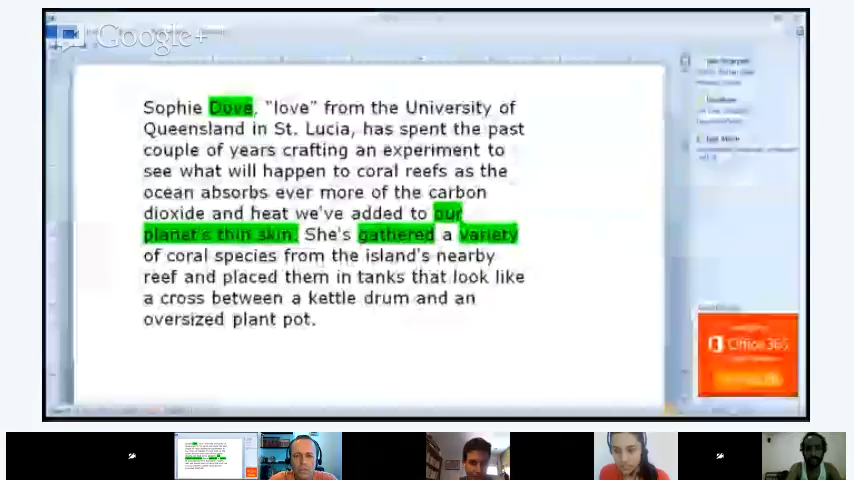 Google+
Sophie Dove, "love" from the University of
Queensland in St. Lucia, has spent the past
couple of years crafting an experiment to
see what will happen to coral reefs as the
ocean absorbs ever more of the carbon
dioxide and heat we've added to our
planet's thin skin. She's gathered a variety
of coral species from the island's nearby
reef and placed them in tanks that look like
a cross between a kettle drum and an
oversized plant pot.
Office 365